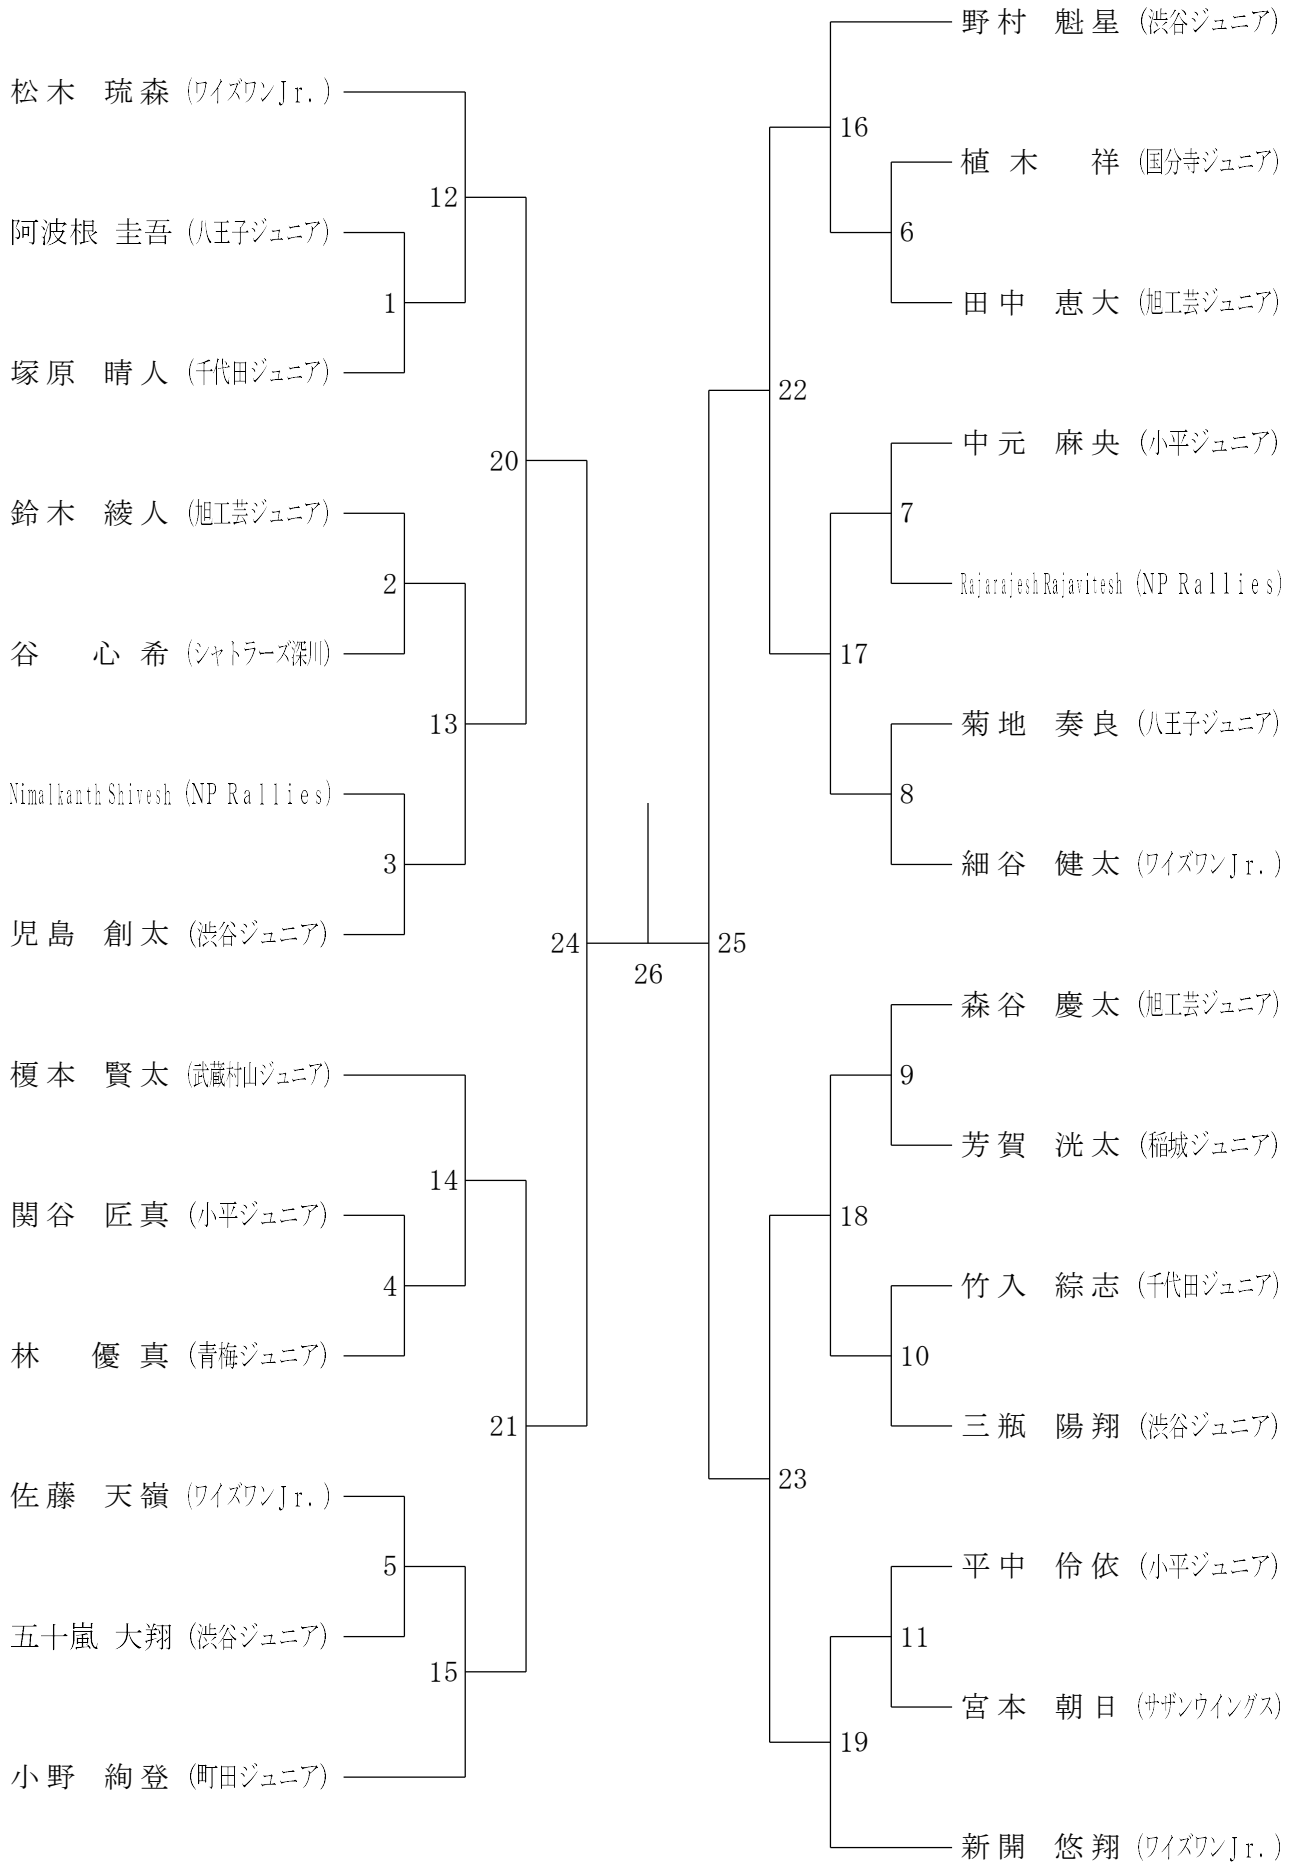 松木 琉森 (ワイズワンJr.)
12
阿波根 圭吾 (八王子ジュニア)
1
塚原 晴人 (千代田ジュニア)
20
鈴木 綾人 (旭工芸ジュニア)
2
谷 心希 (シャトラーズ深川)
13
Nimalkanth Shivesh (NP Rallies)
3
児島 創太 (渋谷ジュニア)
24
榎本 賢太 (武蔵村山ジュニア)
14
関谷 匠真 (小平ジュニア)
4
林 優真 (青梅ジュニア)
21
佐藤 天嶺 (ワイズワンJr.)
5
五十嵐 大翔 (渋谷ジュニア)
15
小野 絢登 (町田ジュニア)
26
野村 魁星 (渋谷ジュニア)
16
植木 祥 (国分寺ジュニア)
6
田中 恵大 (旭工芸ジュニア)
22
中元 麻央 (小平ジュニア)
7
Rajarajesh Rajavitesh (NP Rallies)
17
菊地 奏良 (八王子ジュニア)
8
細谷 健太 (ワイズワンJr.)
25
森谷 慶太 (旭工芸ジュニア)
9
芳賀 洸太 (稲城ジュニア)
18
竹入 綜志 (千代田ジュニア)
10
三瓶 陽翔 (渋谷ジュニア)
23
平中 伶依 (小平ジュニア)
11
宮本 朝日 (サザンウイングス)
19
新開 悠翔 (ワイズワンJr.)